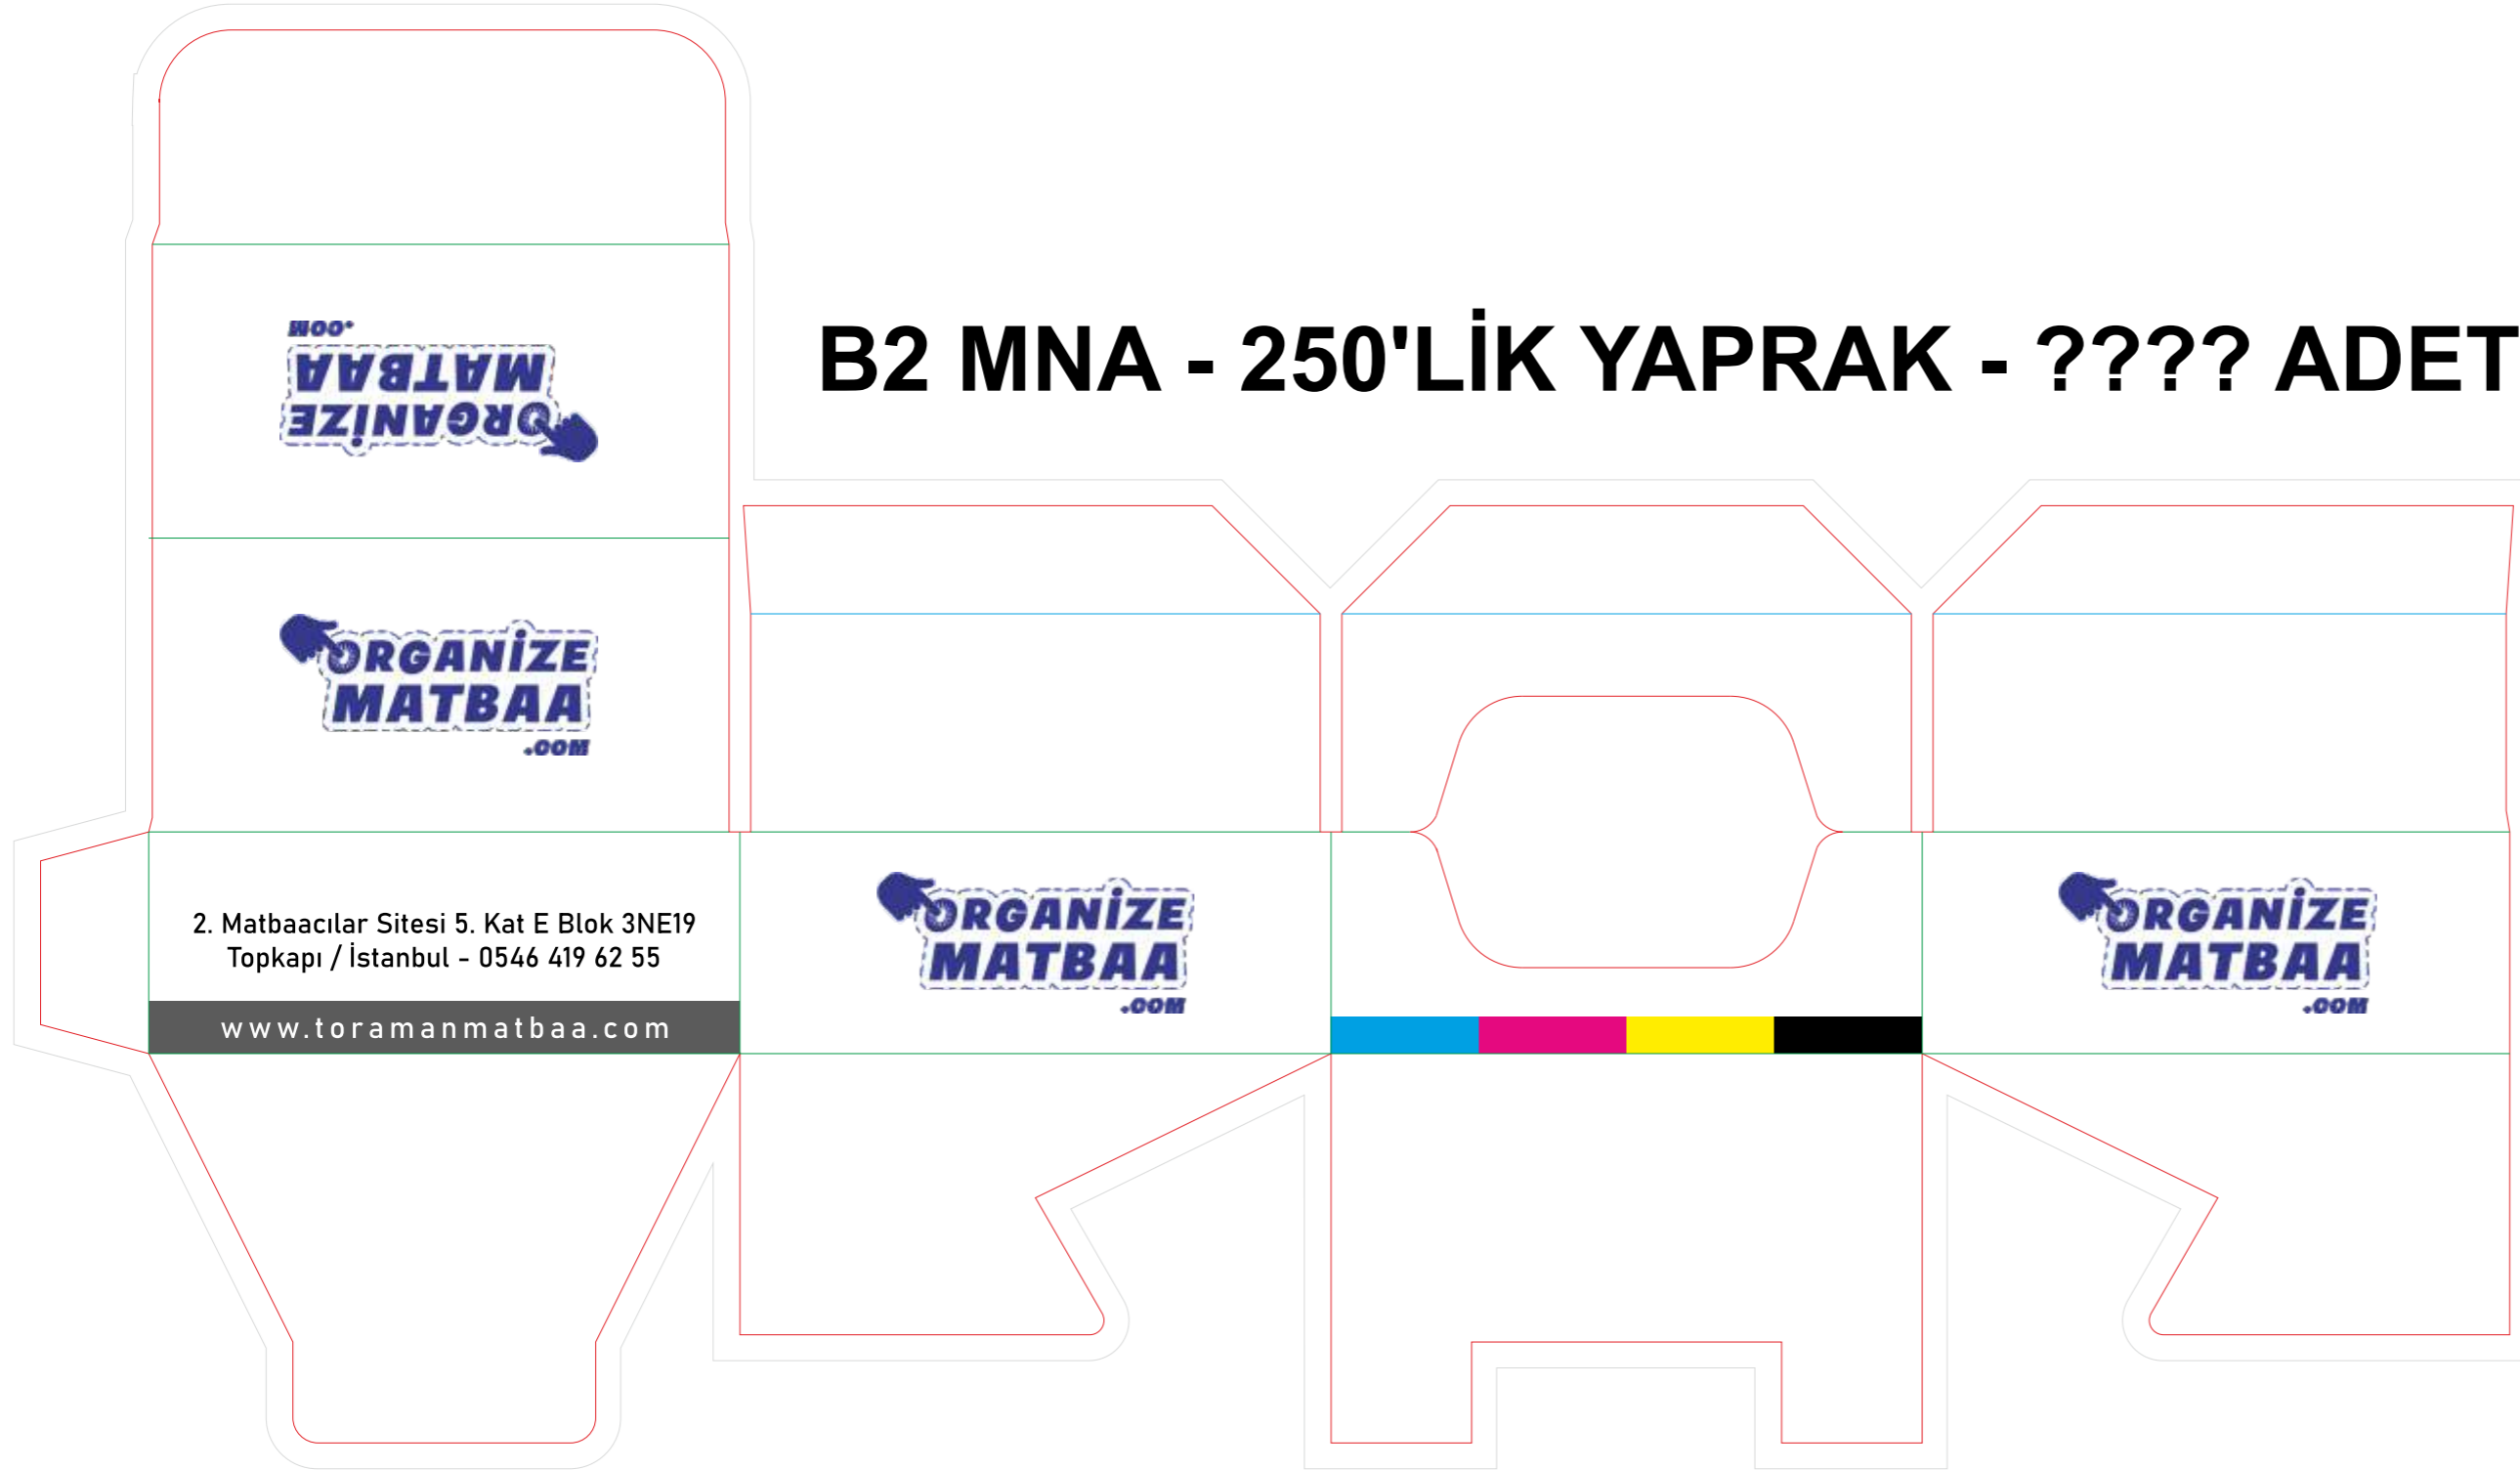 B2 MNA - 250'LİK YAPRAK - ???? ADET
ORGANİZE
MATBAA
.COM
ORGANİZE
MATBAA
.COM
2. Matbaacılar Sitesi 5. Kat E Blok 3NE19
Topkapı / İstanbul - 0546 419 62 55
www.toramanmatbaa.com
ORGANİZE
MATBAA
.COM
ORGANİZE
MATBAA
.COM